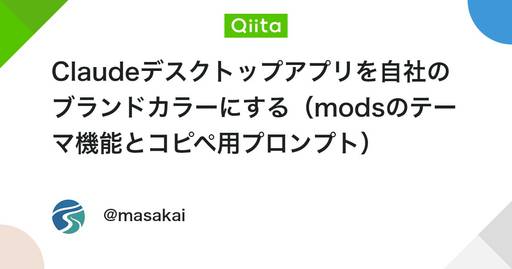 Qiita
Claudeデスクトップアプリを自社の
ブランドカラーにする（modsのテー
マ機能とコピペ用プロンプト）
@masakai